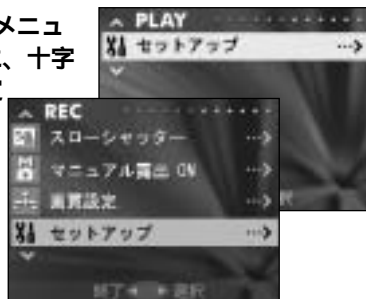 メニュ
、十字
PLAY
セットアップ
REC
スローシャッター
マニュアル露出 ON
画質設定
セットアップ
終了 選択